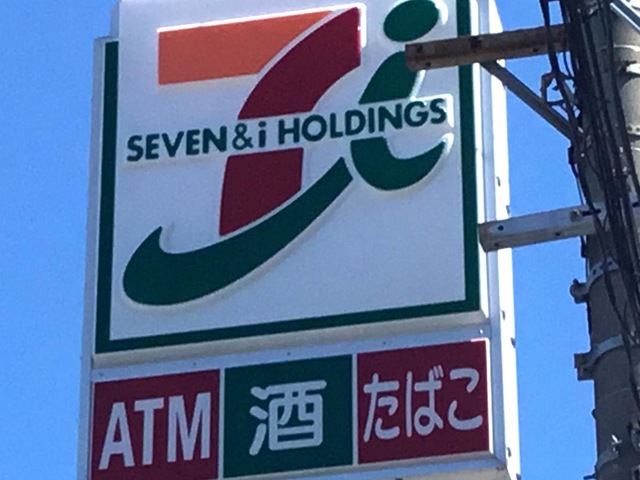 SEVEN & i HOLDINGS
ATM 酒 たばこ